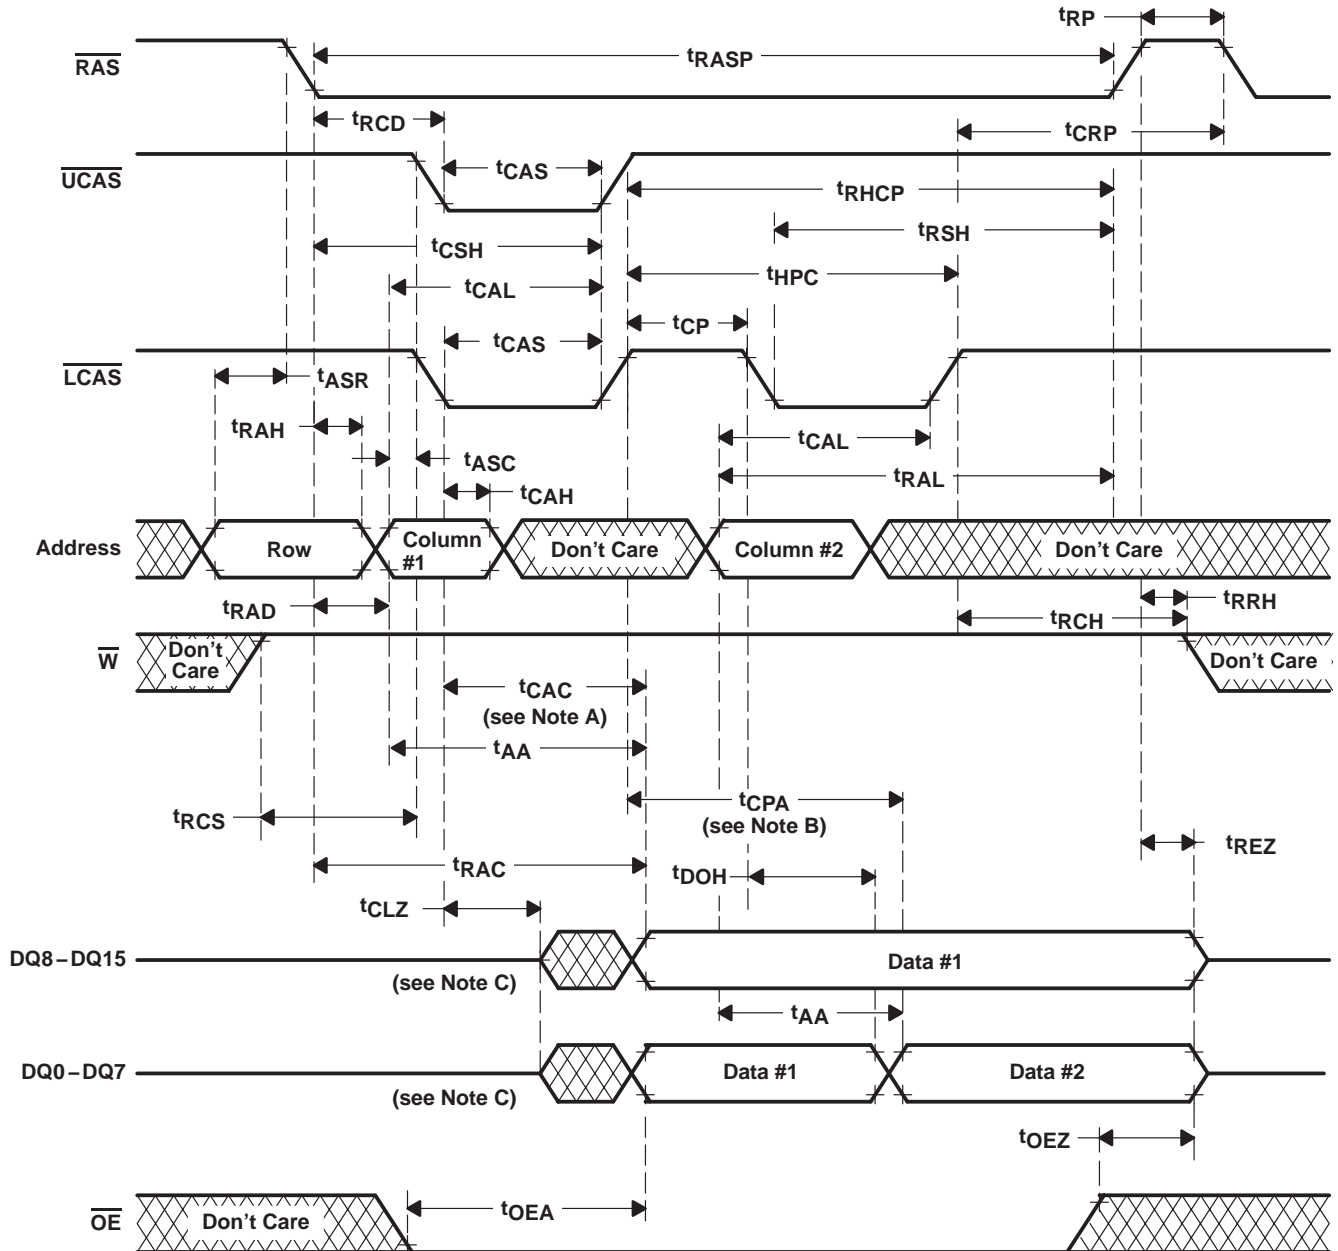 tRP
RAS
tRASP
tRCD
tCRP
UCAS
tCAS
tRHCP
tCSH
tRSH
tCAL
tHPC
tCAS
tCP
LCAS
tASR
tRAH
tASC
tCAL
tCAH
tRAL
Address
Row
Column
#1
Don't Care
Column #2
Don't Care
tRAD
tRRH
tRCH
W
Don't
Care
Don't Care
tCAC
(see Note A)
tAA
tCPA
(see Note B)
tRCS
tREZ
tRAC
tDOH
tCLZ
DQ8–DQ15
(see Note C)
Data #1
tAA
DQ0–DQ7
(see Note C)
Data #1
Data #2
tOEZ
OE
Don't Care
tOEA